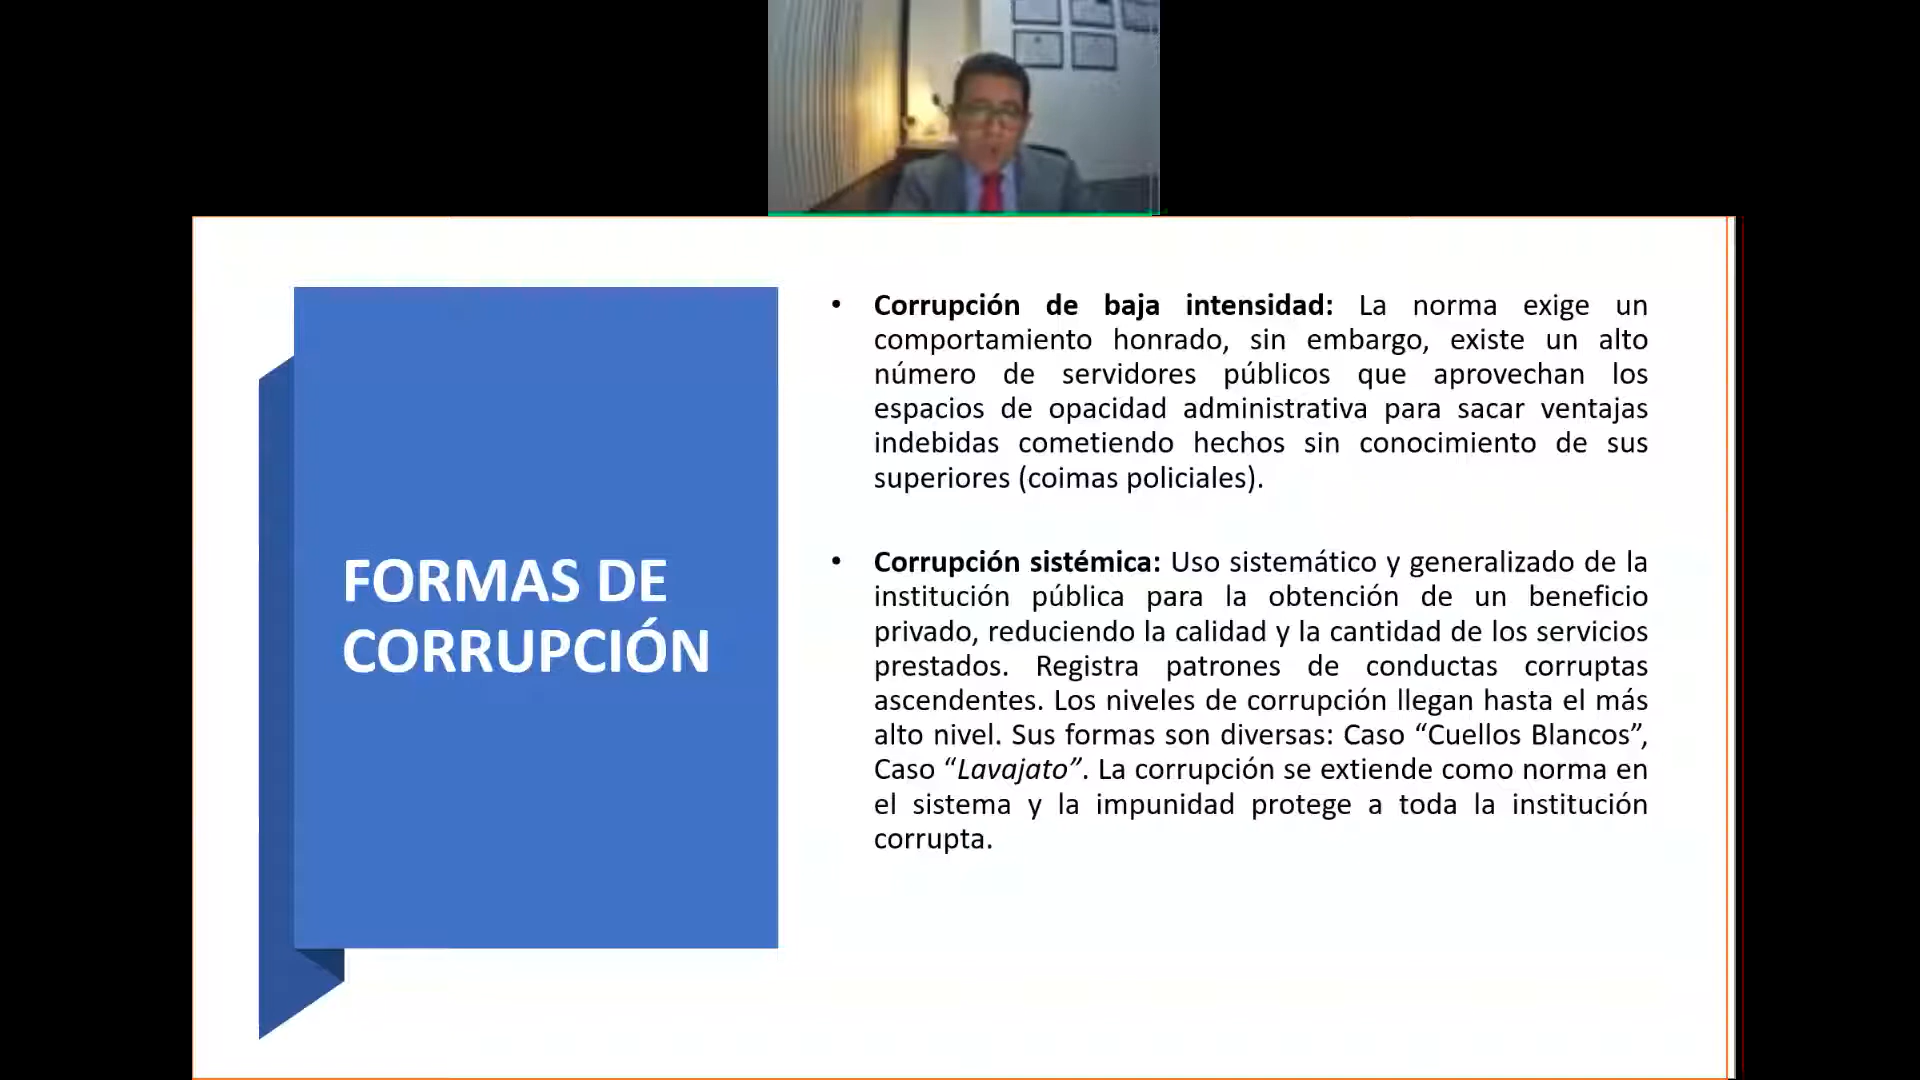 FORMAS DE
CORRUPCIÓN
• Corrupción de baja intensidad: La norma exige un
comportamiento honrado, sin embargo, existe un alto
número de servidores públicos que aprovechan los
espacios de opacidad administrativa para sacar ventajas
indebidas cometiendo hechos sin conocimiento de sus
superiores (coimas policiales).
• Corrupción sistémica: Uso sistemático y generalizado de la
institución pública para la obtención de un beneficio
privado, reduciendo la calidad y la cantidad de los servicios
prestados. Registra patrones de conductas corruptas
ascendentes. Los niveles de corrupción llegan hasta el más
alto nivel. Sus formas son diversas: Caso “Cuellos Blancos”,
Caso “Lavajato”. La corrupción se extiende como norma en
el sistema y la impunidad protege a toda la institución
corrupta.